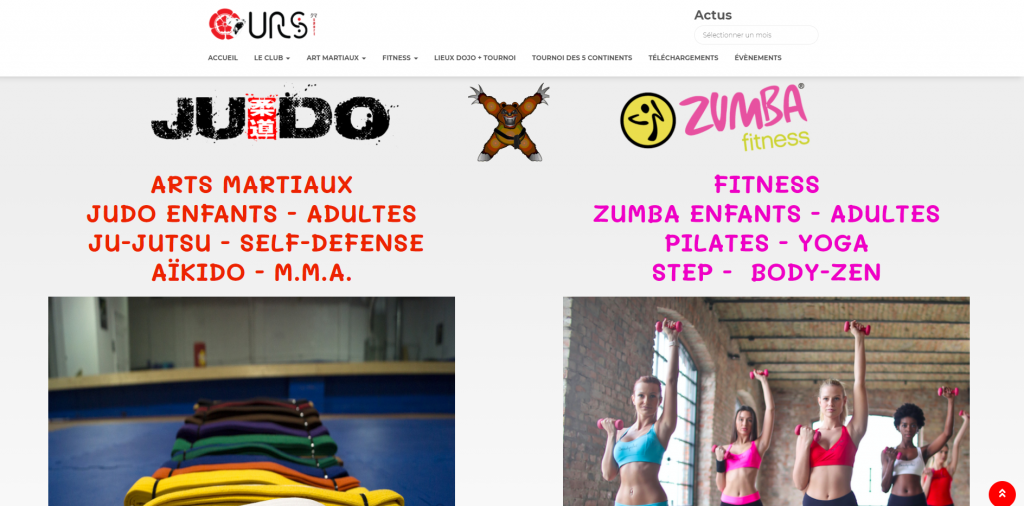 OURS
Actus
Sélectionner un mois
ACCUEIL LE CLUB ART MARTIAUX FITNESS LIEUX DOJO + TOURNOI TOURNOI DES 5 CONTINENTS TÉLÉCHARGEMENTS ÉVÈNEMENTS
JUDO
柔道
ZUMBA®
fitness
ARTS MARTIAUX
JUDO ENFANTS - ADULTES
JU-JUTSU - SELF-DEFENSE
AÏKIDO - M.M.A.
FITNESS
ZUMBA ENFANTS - ADULTES
PILATES - YOGA
STEP - BODY-ZEN